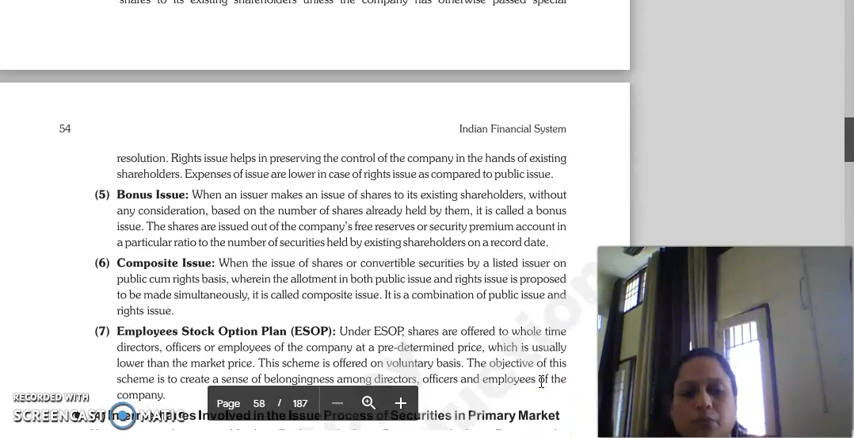 shares to its existing shareholders unless the company has otherwise passed special
54
Indian Financial System
resolution. Rights issue helps in preserving the control of the company in the hands of existing
shareholders. Expenses of issue are lower in case of rights issue as compared to public issue.
(5) Bonus Issue: When an issuer makes an issue of shares to its existing shareholders, without
any consideration, based on the number of shares already held by them, it is called a bonus
issue. The shares are issued out of the company's free reserves or security premium account in
a particular ratio to the number of securities held by existing shareholders on a record date.
(6) Composite Issue: When the issue of shares or convertible securities by a listed issuer on
public cum rights basis, wherein the allotment in both public issue and rights issue is proposed
to be made simultaneously, it is called composite issue. It is a combination of public issue and
rights issue.
(7) Employees Stock Option Plan (ESOP): Under ESOP, shares are offered to whole time
directors, officers or employees of the company at a pre-determined price, which is usually
lower than the market price. This scheme is offered on voluntary basis. The objective of this
scheme is to create a sense of belongingness among directors, officers and employees of the
company.
Involved in the Issue Process of Securities in Primary Market
Page 58 / 187
RECORDED WITH
SCREENCAST MATIC